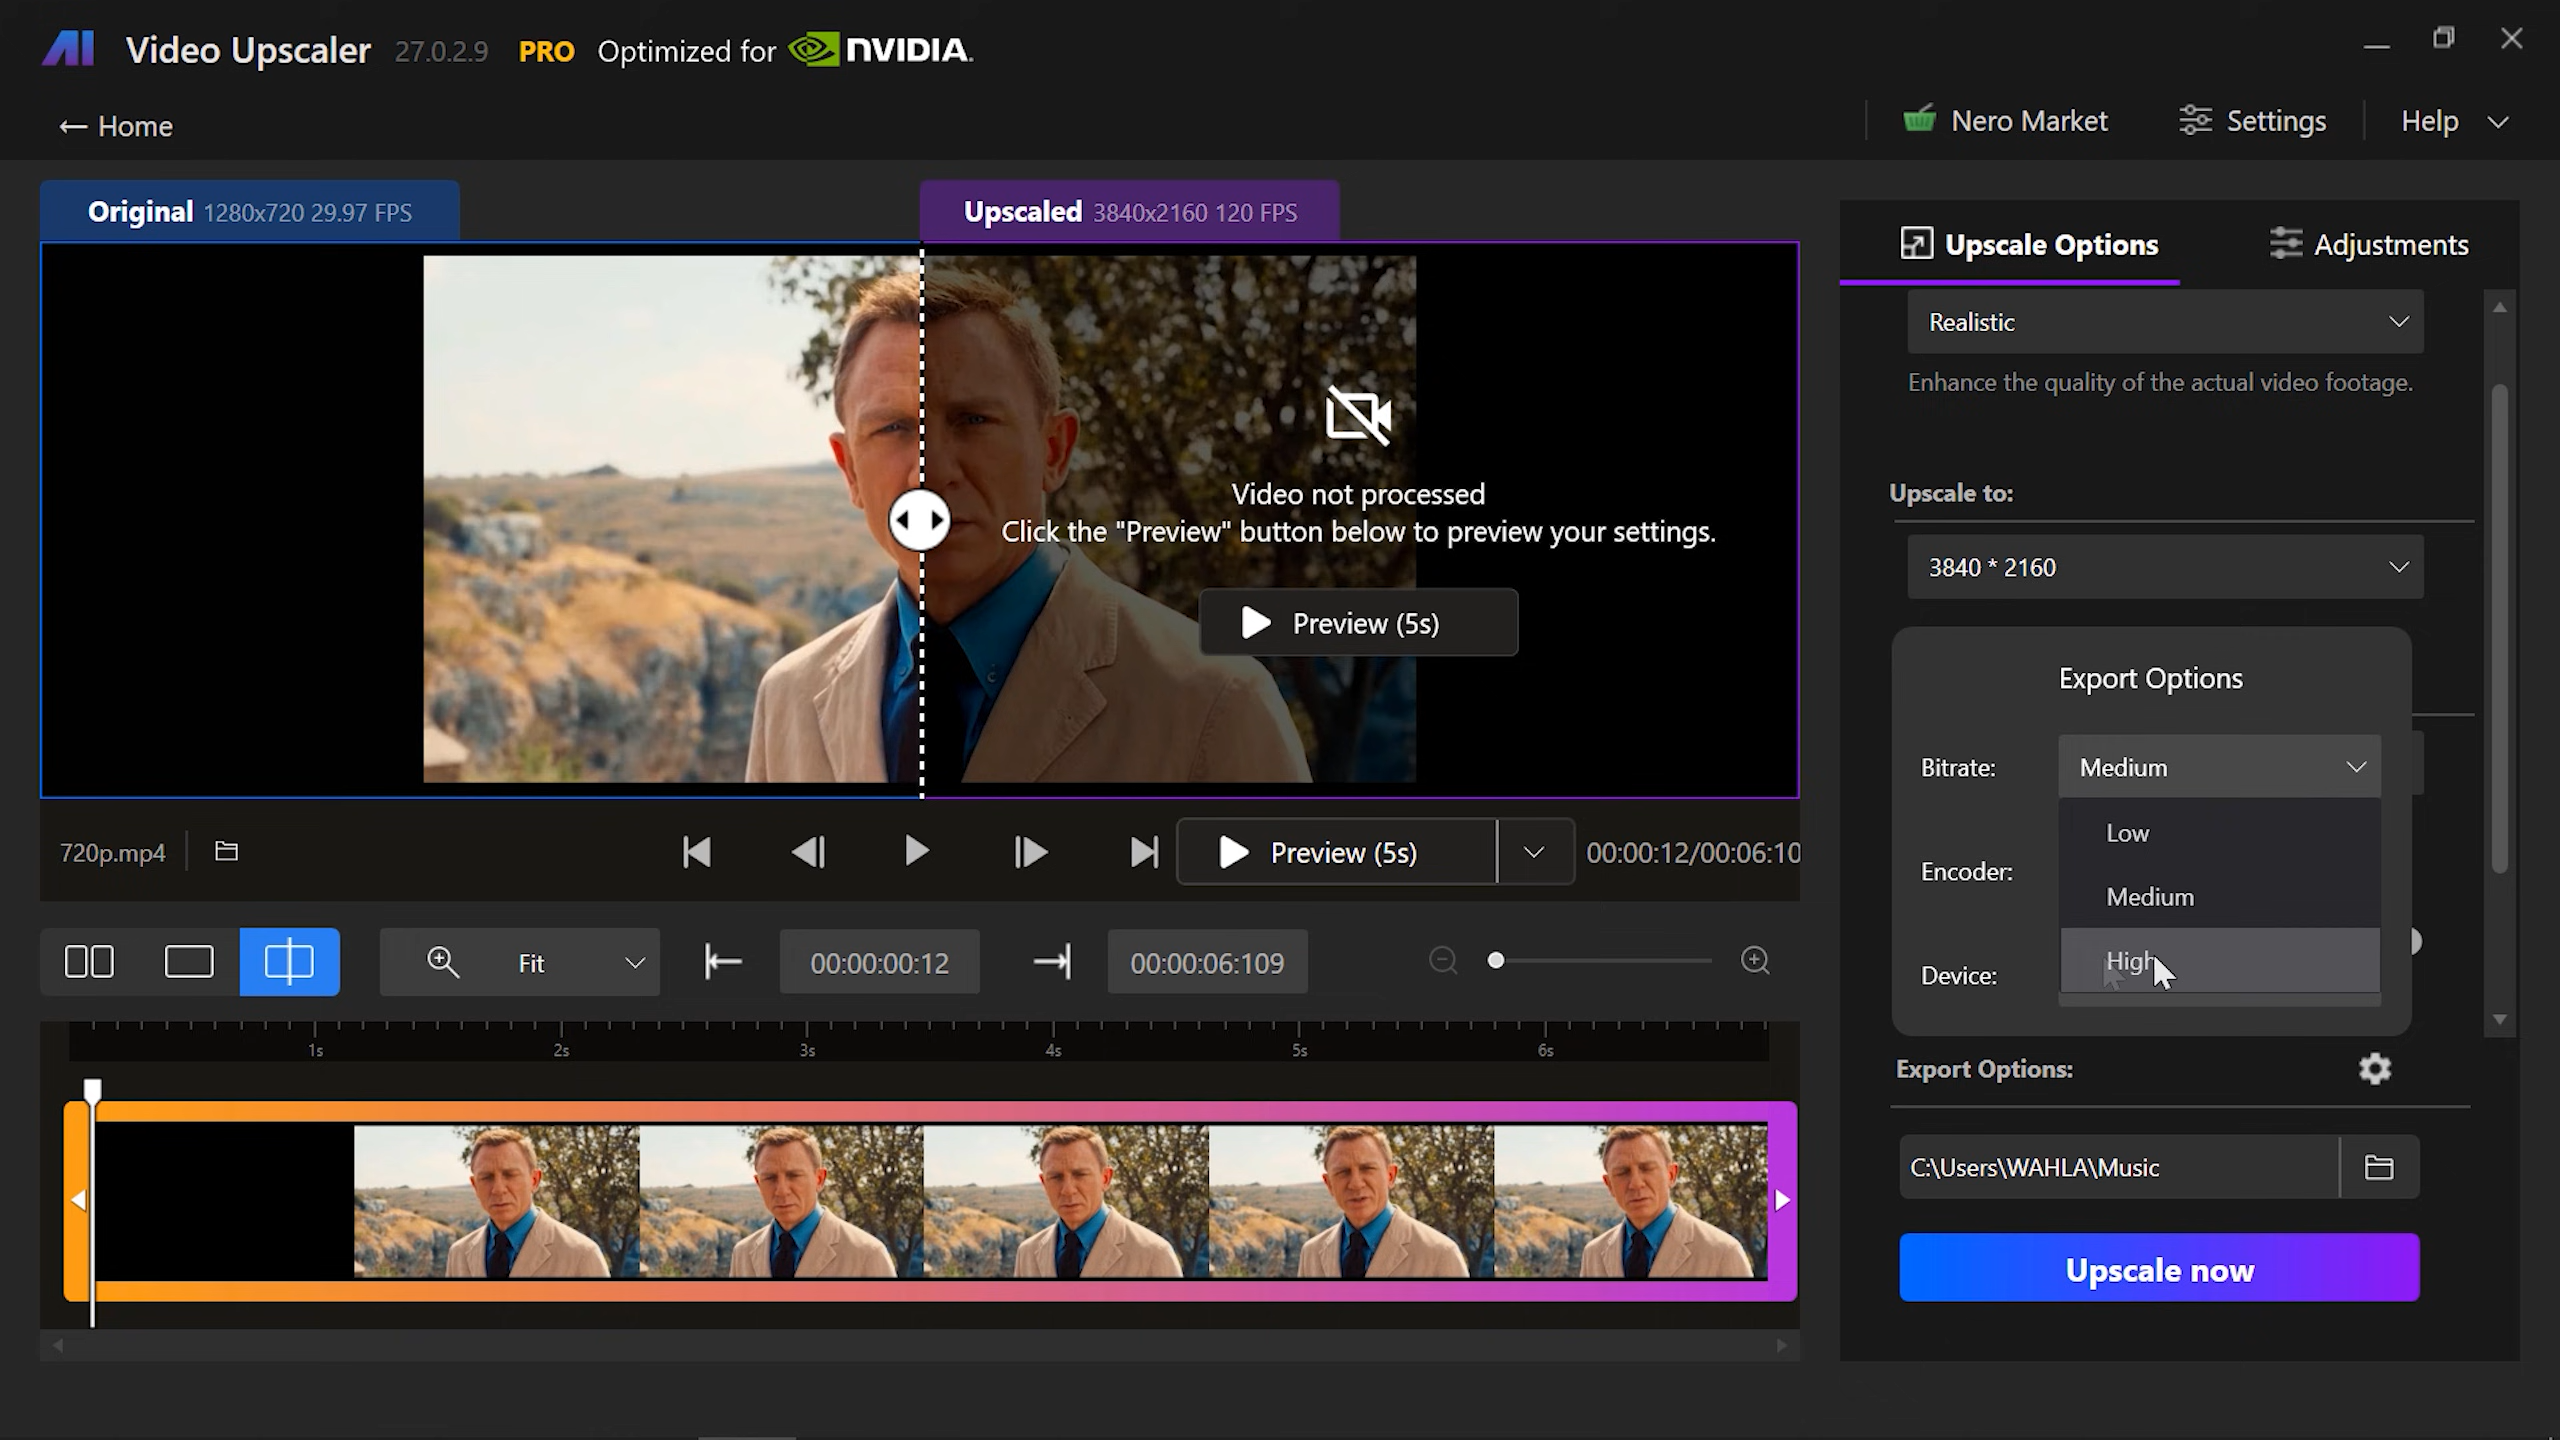 AI Video Upscaler 27.0.2.9 PRO Optimized for NVIDIA.
← Home
Nero Market
Settings
Help
Original 1280x720 29.97 FPS
Upscaled 3840x2160 120 FPS
Video not processed
Click the "Preview" button below to preview your settings.
Preview (5s)
720p.mp4
Preview (5s)
00:00:12/00:06:10
Fit
00:00:00:12
00:00:06:109
1s 2s 3s 4s 5s 6s
Upscale Options
Adjustments
Realistic
Enhance the quality of the actual video footage.
Upscale to:
3840 * 2160
Export Options
Bitrate: Medium
Low
Encoder:
Medium
High
Device:
Export Options:
C:\Users\WAHLA\Music
Upscale now